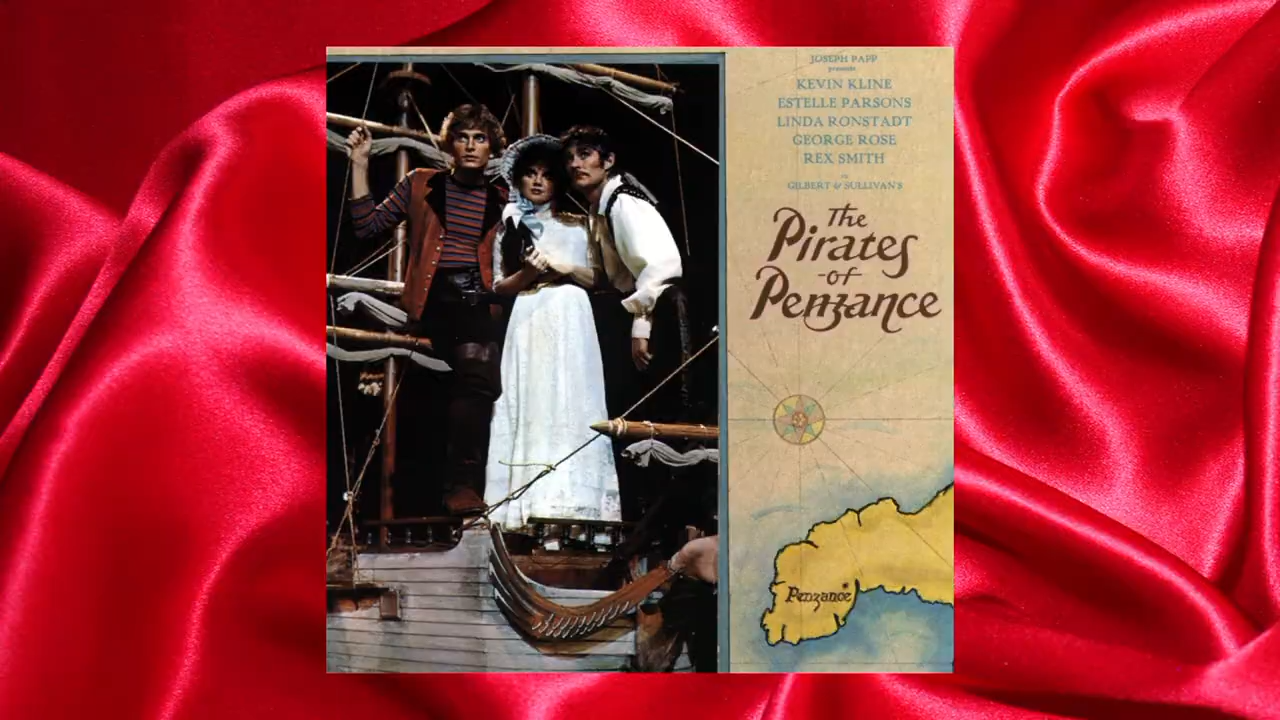 JOSEPH PAPP
presents
KEVIN KLINE
ESTELLE PARSONS
LINDA RONSTADT
GEORGE ROSE
REX SMITH
in
GILBERT & SULLIVAN'S
The
Pirates
of
Penzance
Penzance